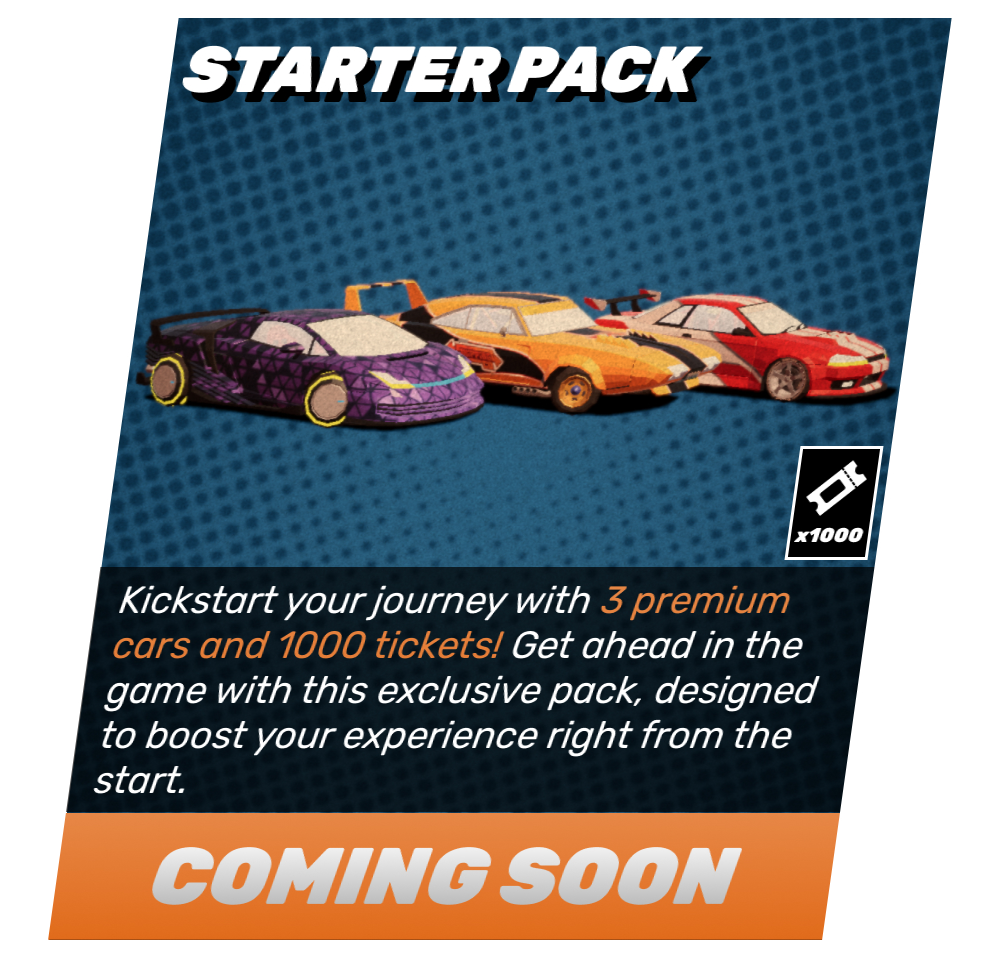 STARTER PACK
x1000
Kickstart your journey with 3 premium
cars and 1000 tickets! Get ahead in the
game with this exclusive pack, designed
to boost your experience right from the
start.
COMING SOON